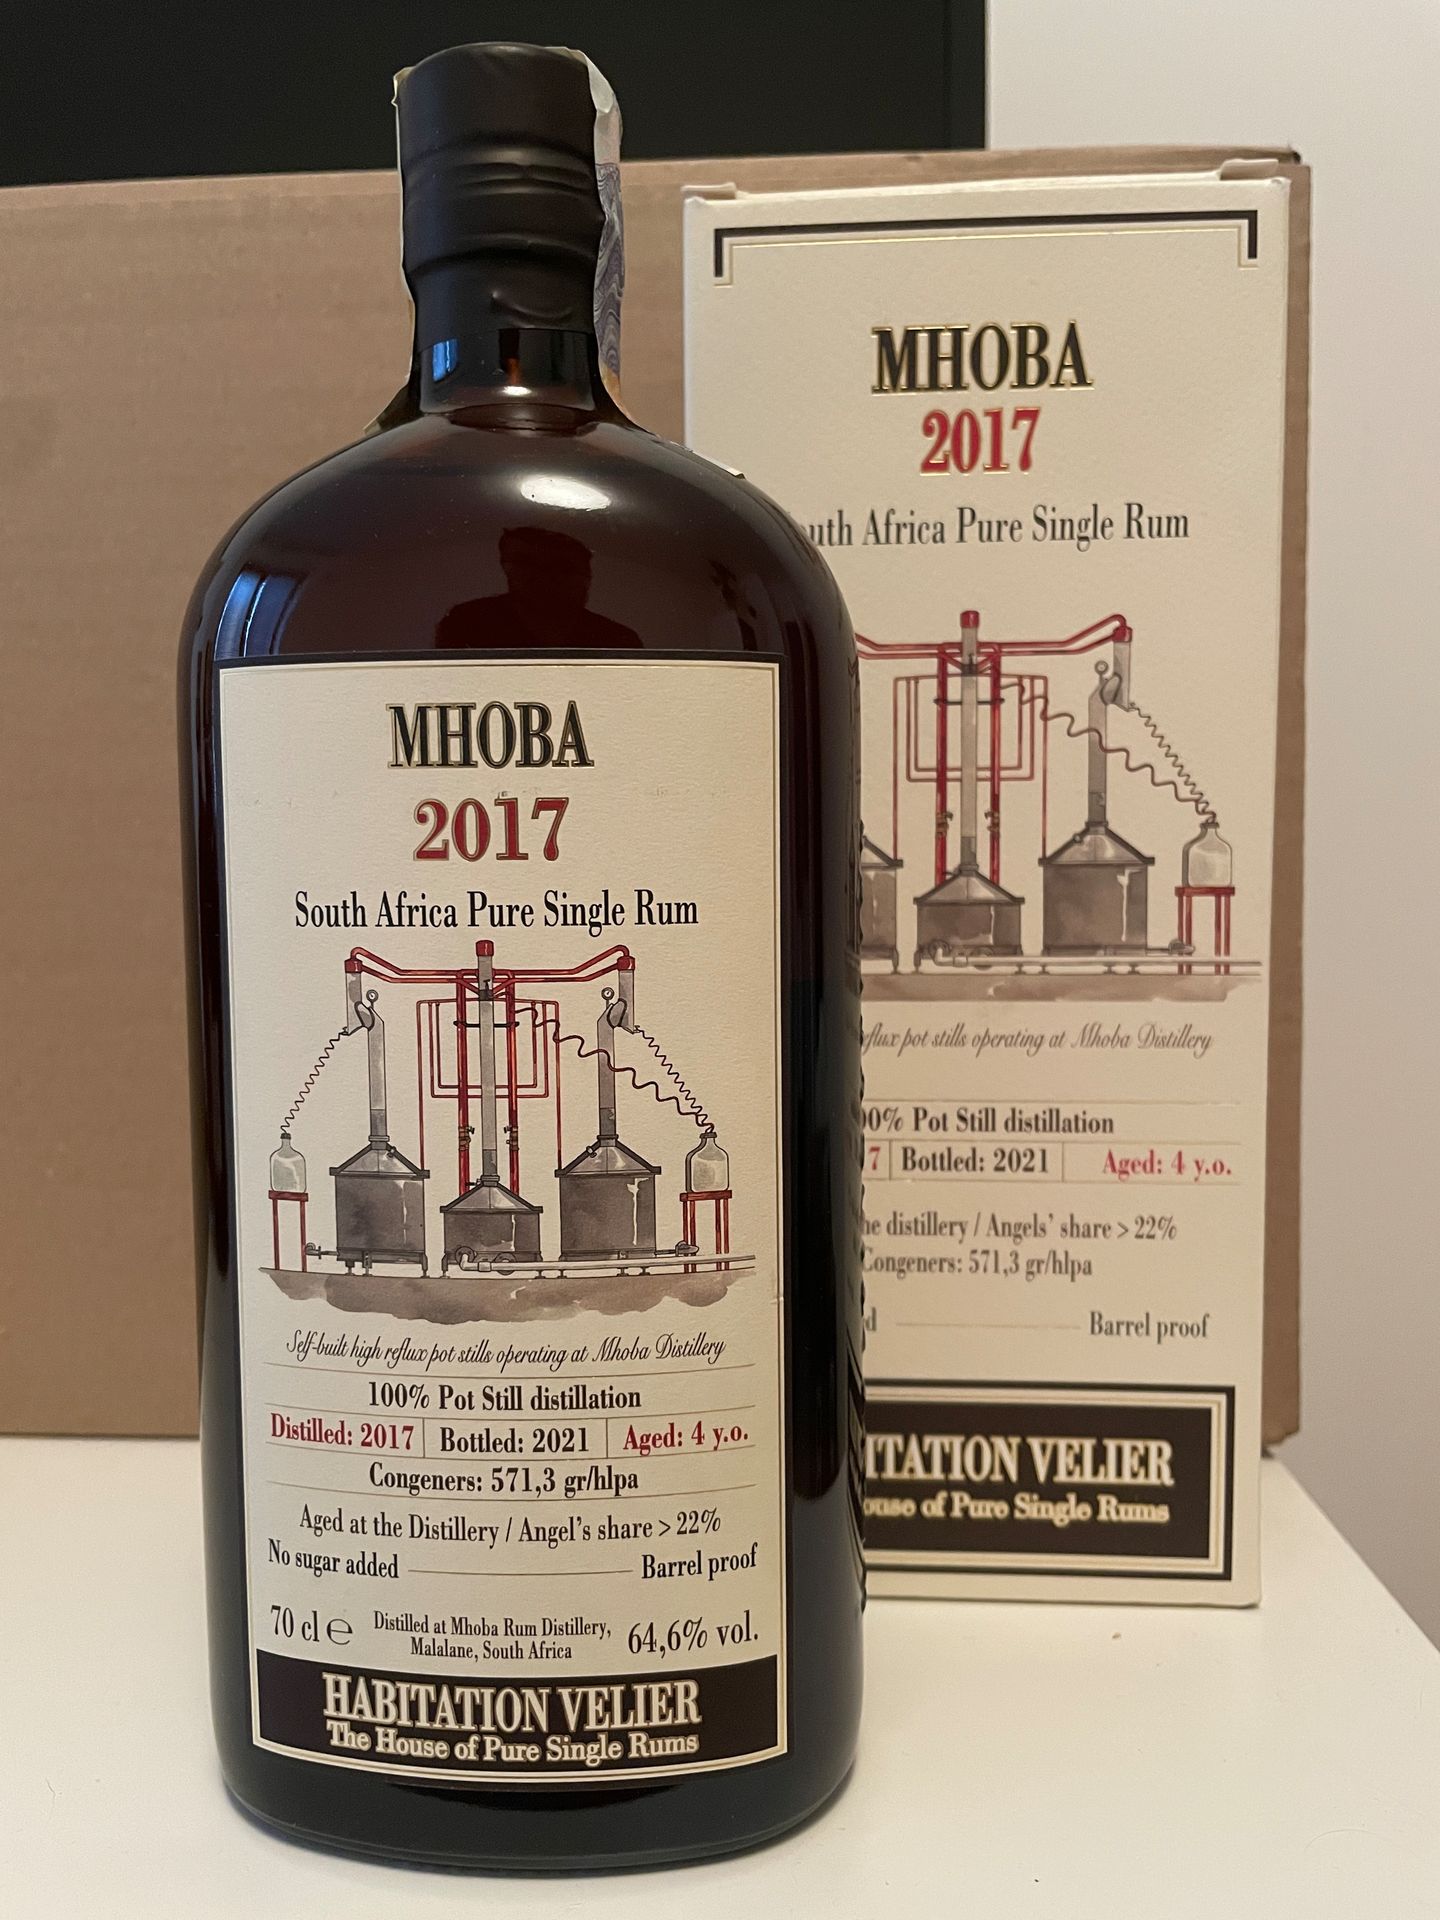 MHOBA
2017
South Africa Pure Single Rum
Self-built high reflux pot stills operating at Mhoba Distillery
100% Pot Still distillation
Distilled: 2017 Bottled: 2021 Aged: 4 y.o.
Congeners: 571,3 gr/hlpa
Aged at the Distillery / Angel's share > 22%
No sugar added Barrel proof
70 cl ℮ Distilled at Mhoba Rum Distillery, 64,6% vol.
Malalane, South Africa
HABITATION VELIER
The House of Pure Single Rums
MHOBA
2017
uth Africa Pure Single Rum
flux pot stills operating at Mhoba Distillery
00% Pot Still distillation
7 Bottled: 2021 Aged: 4 y.o.
he distillery / Angels' share > 22%
Congeners: 571,3 gr/hlpa
d Barrel proof
ITATION VELIER
ouse of Pure Single Rums